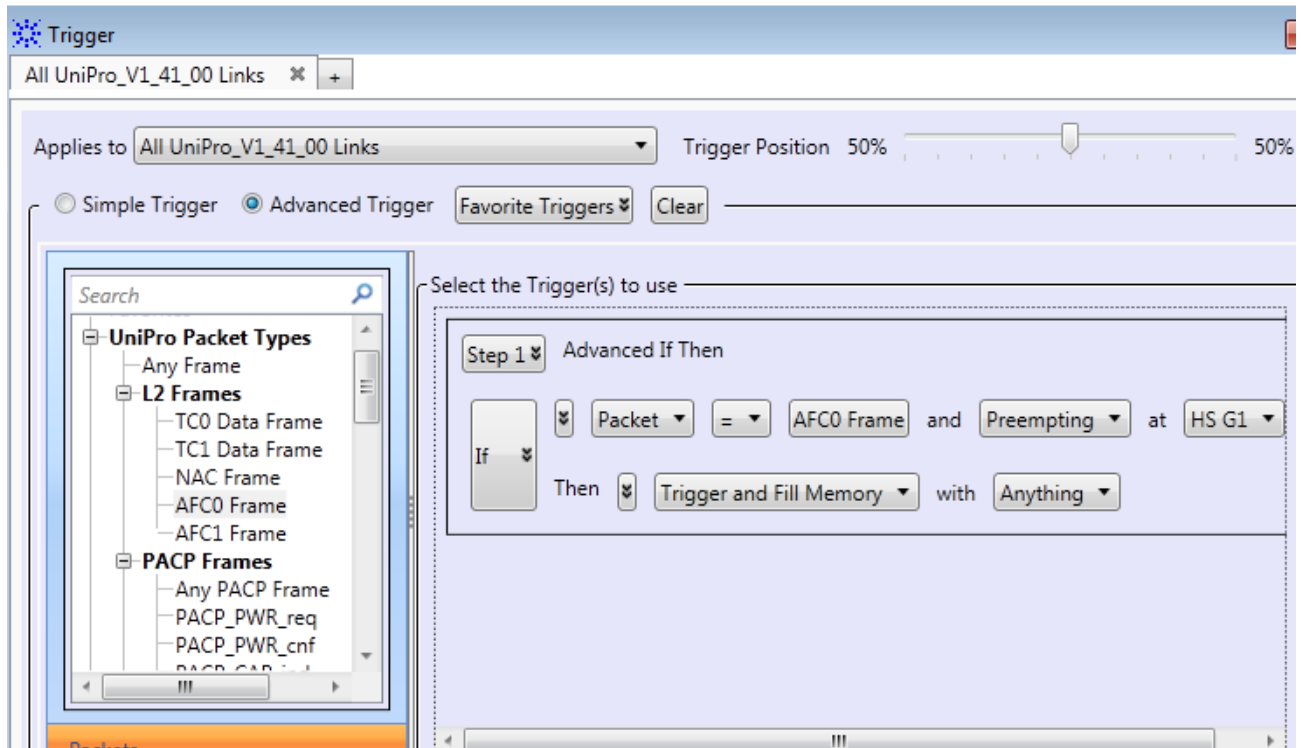 Trigger
All UniPro_V1_41_00 Links +
Applies to All UniPro_V1_41_00 Links Trigger Position 50% 50%
Simple Trigger Advanced Trigger Favorite Triggers Clear
Search
UniPro Packet Types
Any Frame
L2 Frames
TC0 Data Frame
TC1 Data Frame
NAC Frame
AFC0 Frame
AFC1 Frame
PACP Frames
Any PACP Frame
PACP_PWR_req
PACP_PWR_cnf
Select the Trigger(s) to use
Step 1 Advanced If Then
If
Packet = AFC0 Frame and Preempting at HS G1
Then Trigger and Fill Memory with Anything